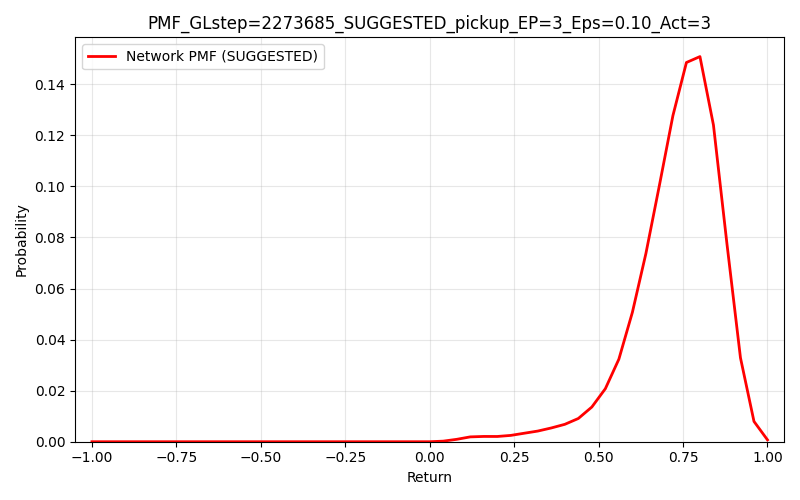 PMF_GLstep=2273685_SUGGESTED_pickup_EP=3_Eps=0.10_Act=3
Network PMF (SUGGESTED)
0.14
0.12
0.10
0.08
0.06
0.04
0.02
0.00
Probability
−1.00 −0.75 −0.50 −0.25 0.00 0.25 0.50 0.75 1.00
Return